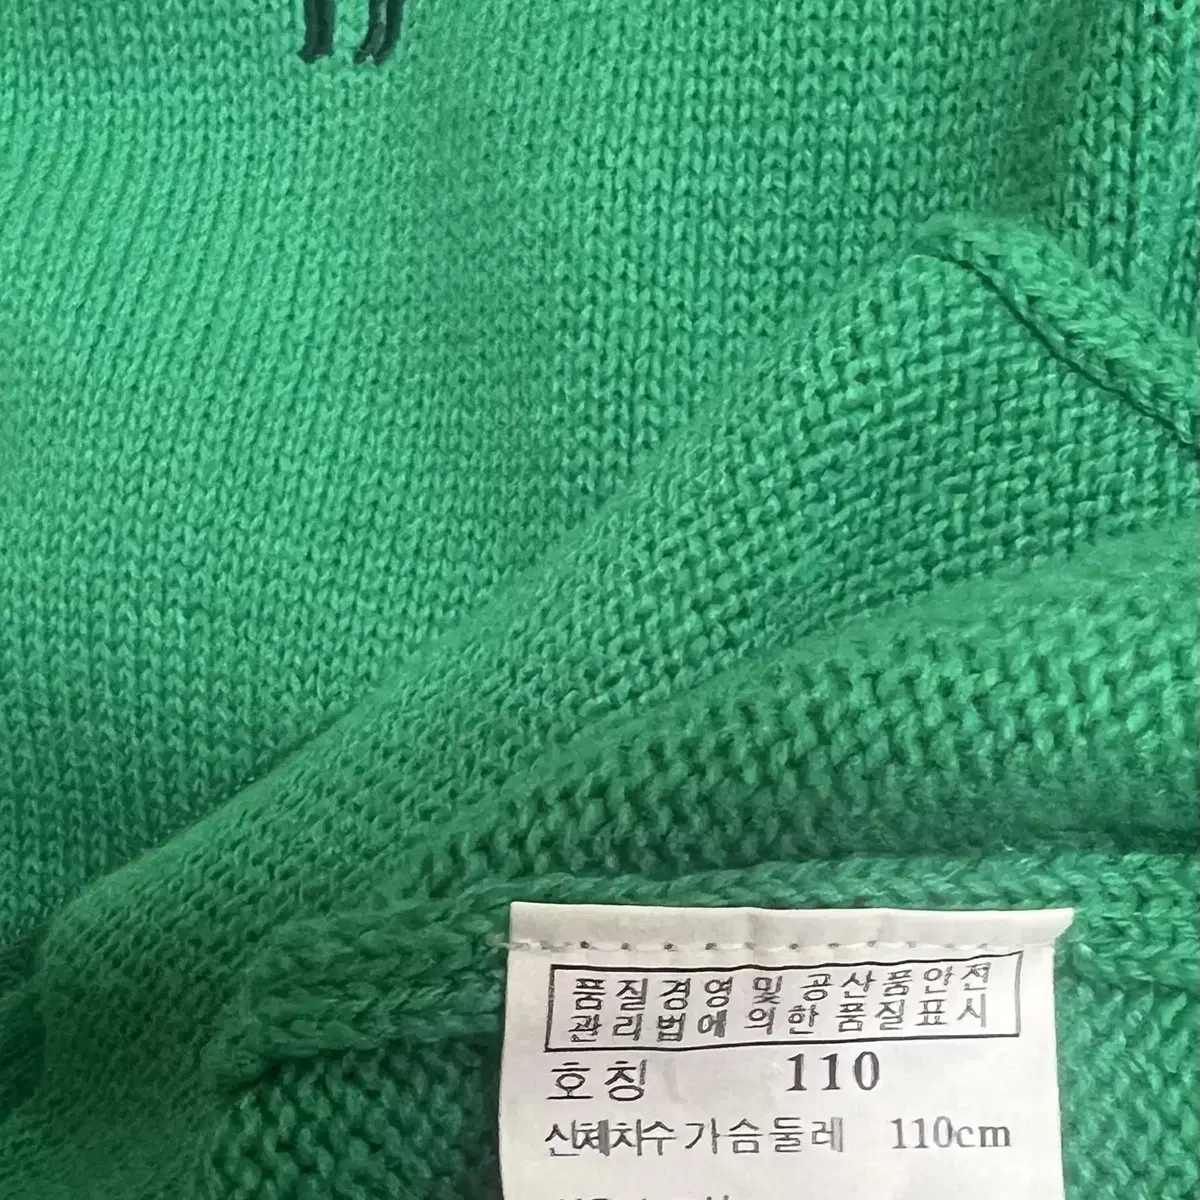 품질경영및공산품안전
관리법에의한품질표시
호칭 110
신체치수 가슴둘레 110cm